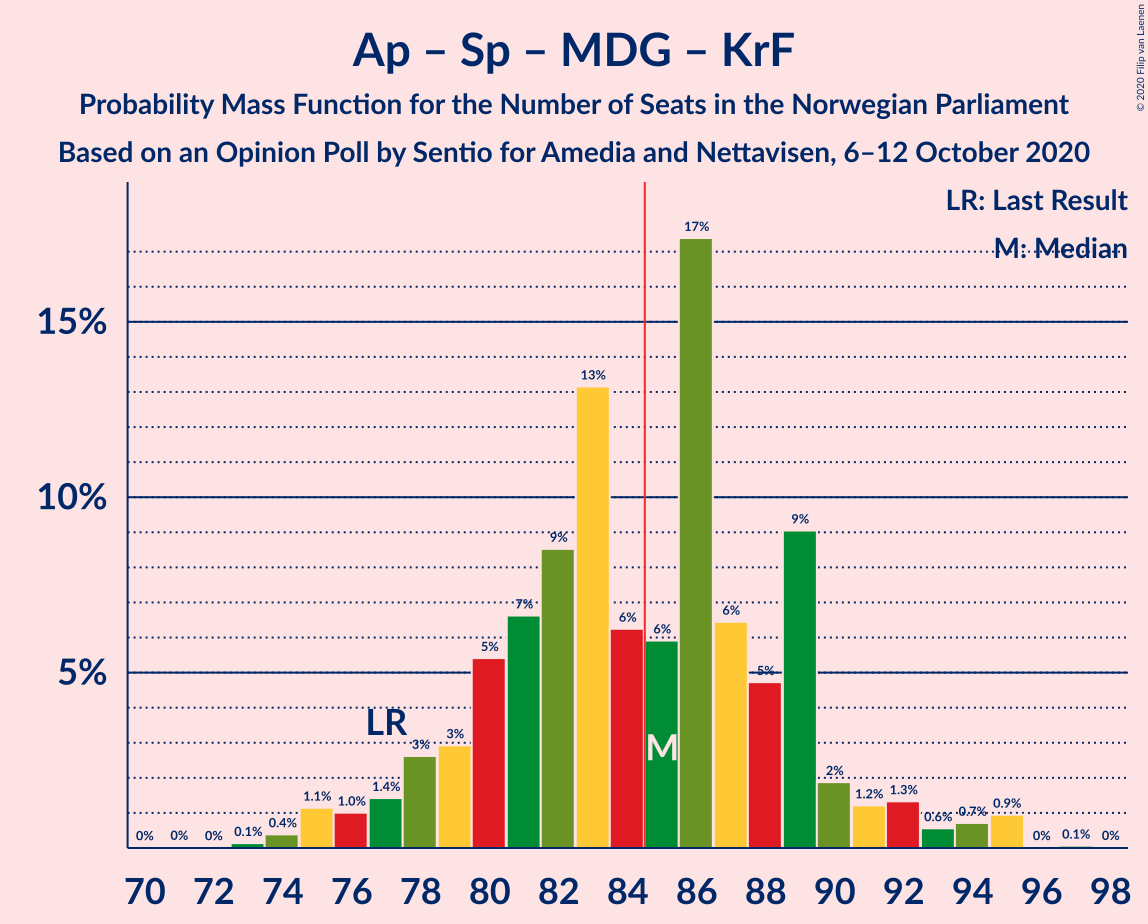 Ap – Sp – MDG – KrF
Probability Mass Function for the Number of Seats in the Norwegian Parliament
Based on an Opinion Poll by Sentio for Amedia and Nettavisen, 6–12 October 2020
© 2020 Filip van Laenen
LR: Last Result
M: Median
15%
10%
5%
0% 0% 0% 0.1% 0.4% 1.1% 1.0% 1.4% 3% 3% 5% 7% 9% 13% 6% 6% 17% 6% 5% 9% 2% 1.2% 1.3% 0.6% 0.7% 0.9% 0% 0.1% 0%
LR
M
70 72 74 76 78 80 82 84 86 88 90 92 94 96 98